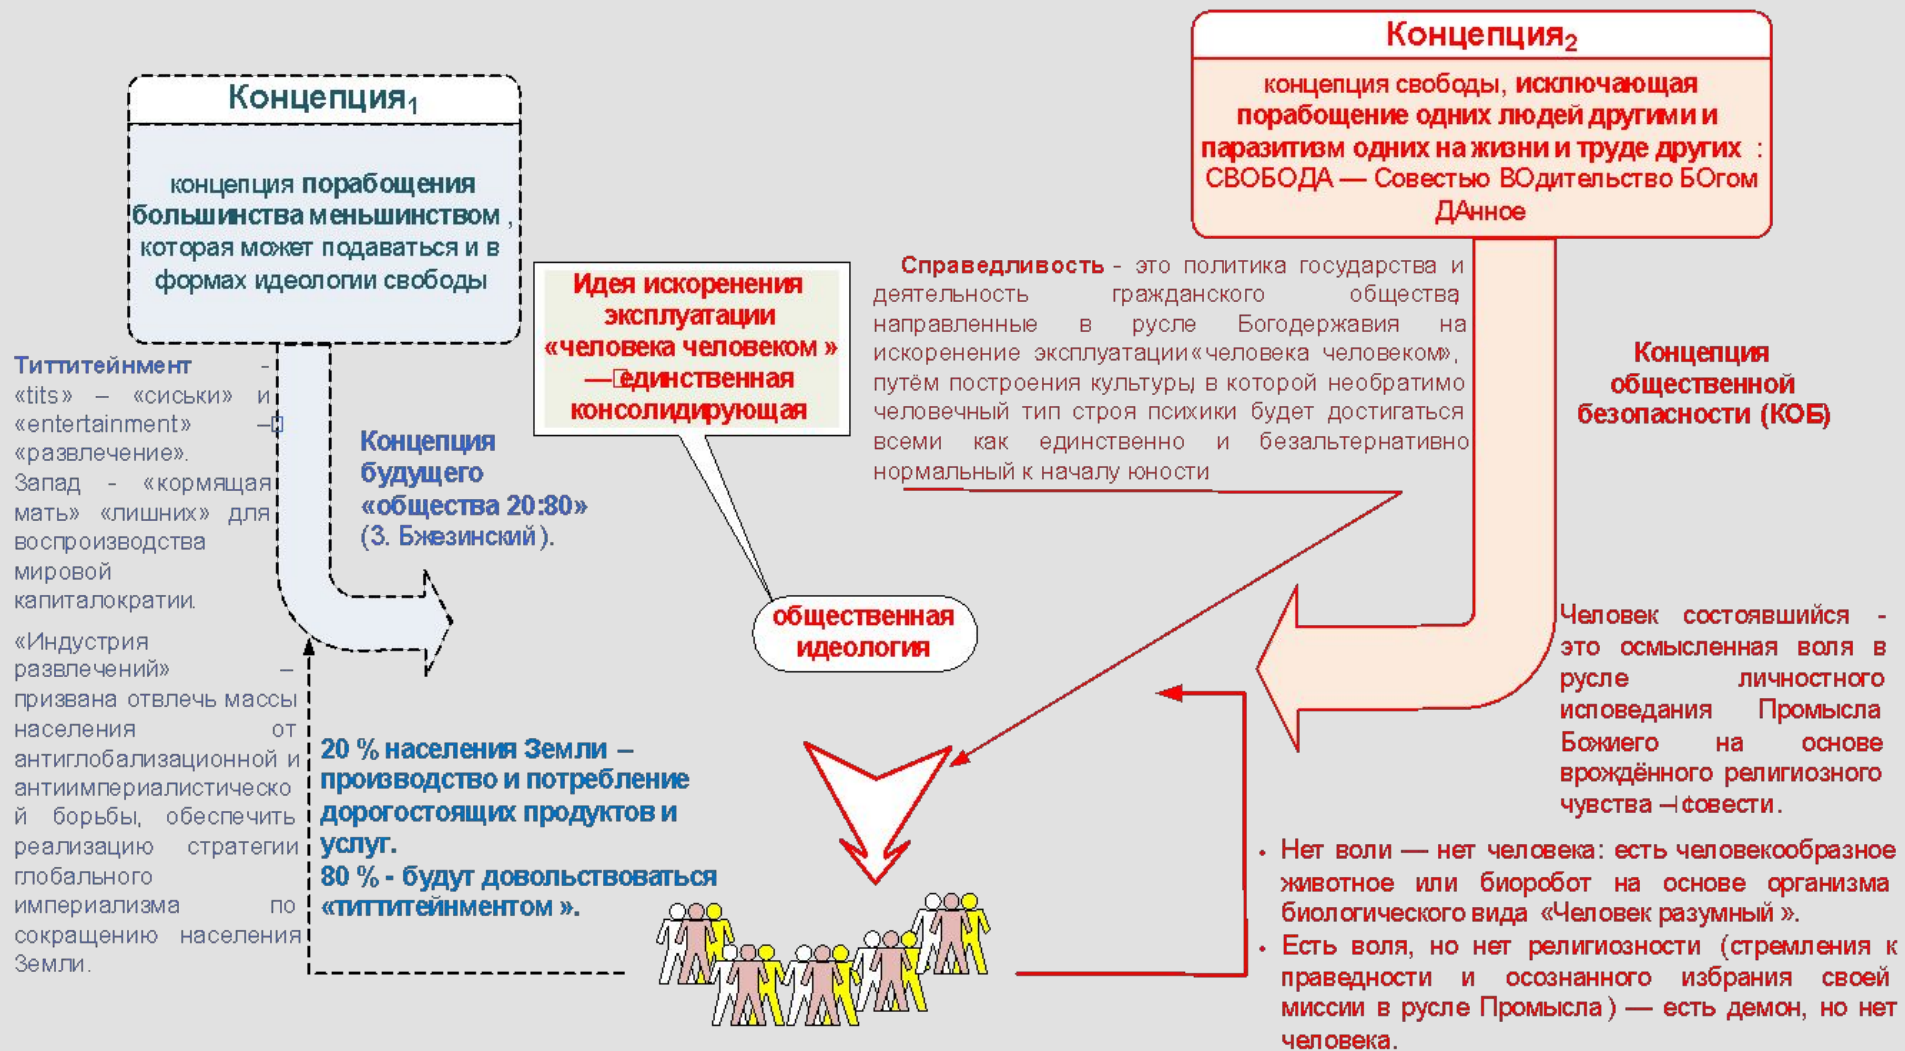 Концепция1
концепция порабощения
большинства меньшинством ,
которая может подаваться и в
формах идеологии свободы
Титтитейнмент -
«tits» – «сиськи» и
«entertainment» –
«развлечение».
Запад - «кормящая
мать» «лишних» для
воспроизводства
мировой
капиталократии.
«Индустрия
развлечений» –
призвана отвлечь массы
населения от
антиглобализационной и
антиимпериалистическо
й борьбы, обеспечить
реализацию стратегии
глобального
империализма по
сокращению населения
Земли.
Концепция
будущего
«общества 20:80»
(З. Бжезинский).
20 % населения Земли –
производство и потребление
дорогостоящих продуктов и
услуг.
80 % - будут довольствоваться
«титтитейнментом ».
Идея искоренения
эксплуатации
«человека человеком »
— единственная
консолидирующая
общественная
идеология
Концепция2
концепция свободы, исключающая
порабощение одних людей другими и
паразитизм одних на жизни и труде других :
СВОБОДА — Совестью ВОдительство БОгом
ДАнное
Справедливость - это политика государства и
деятельность гражданского общества,
направленные в русле Богодержавия на
искоренение эксплуатации «человека человеком»,
путём построения культуры, в которой необратимо
человечный тип строя психики будет достигаться
всеми как единственно и безальтернативно
нормальный к началу юности
Концепция
общественной
безопасности (КОБ)
Человек состоявшийся -
это осмысленная воля в
русле личностного
исповедания Промысла
Божиего на основе
врождённого религиозного
чувства – совести.
• Нет воли — нет человека: есть человекообразное
животное или биоробот на основе организма
биологического вида «Человек разумный ».
• Есть воля, но нет религиозности (стремления к
праведности и осознанного избрания своей
миссии в русле Промысла ) — есть демон, но нет
человека.